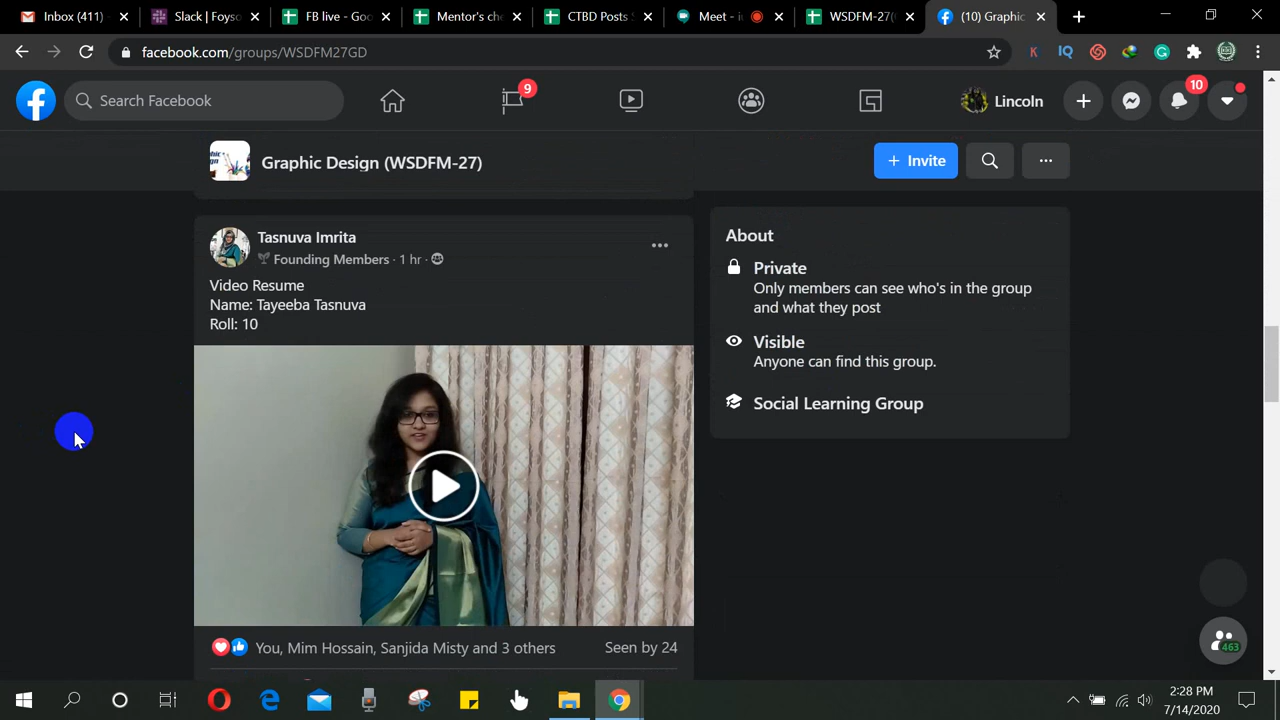 Inbox (411) -
Slack | Foyso
FB live - Goo
Mentor's che
CTBD Posts S
Meet - i
WSDFM-27(
(10) Graphic
facebook.com/groups/WSDFM27GD
Search Facebook
9
Lincoln
10
Graphic Design (WSDFM-27)
+ Invite
Tasnuva Imrita
Founding Members · 1 hr ·
Video Resume
Name: Tayeeba Tasnuva
Roll: 10
You, Mim Hossain, Sanjida Misty and 3 others
Seen by 24
About
Private
Only members can see who's in the group
and what they post
Visible
Anyone can find this group.
Social Learning Group
463
2:28 PM
7/14/2020